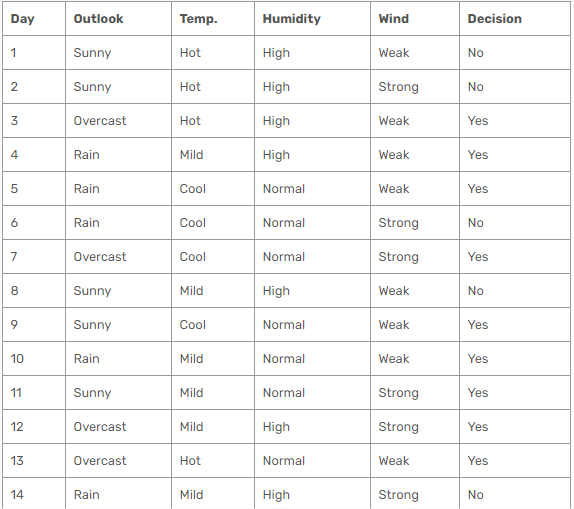 Day Outlook Temp. Humidity Wind Decision
1 Sunny Hot High Weak No
2 Sunny Hot High Strong No
3 Overcast Hot High Weak Yes
4 Rain Mild High Weak Yes
5 Rain Cool Normal Weak Yes
6 Rain Cool Normal Strong No
7 Overcast Cool Normal Strong Yes
8 Sunny Mild High Weak No
9 Sunny Cool Normal Weak Yes
10 Rain Mild Normal Weak Yes
11 Sunny Mild Normal Strong Yes
12 Overcast Mild High Strong Yes
13 Overcast Hot Normal Weak Yes
14 Rain Mild High Strong No